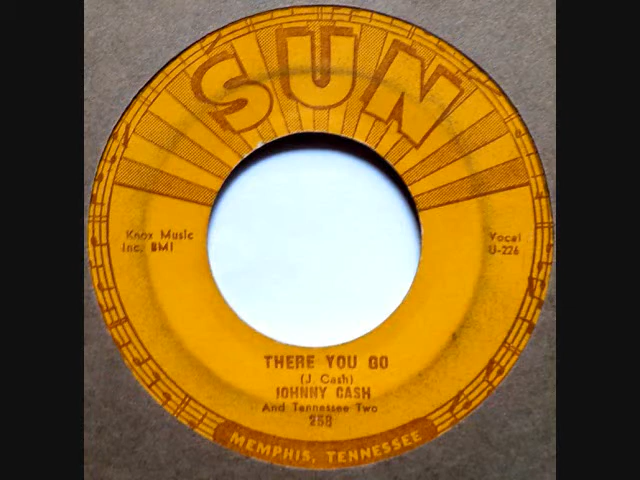 SUN
Knox Music
Inc. BMI
Vocal
U-226
THERE YOU GO
(J. Cash)
JOHNNY CASH
And Tennessee Two
258
MEMPHIS, TENNESSEE